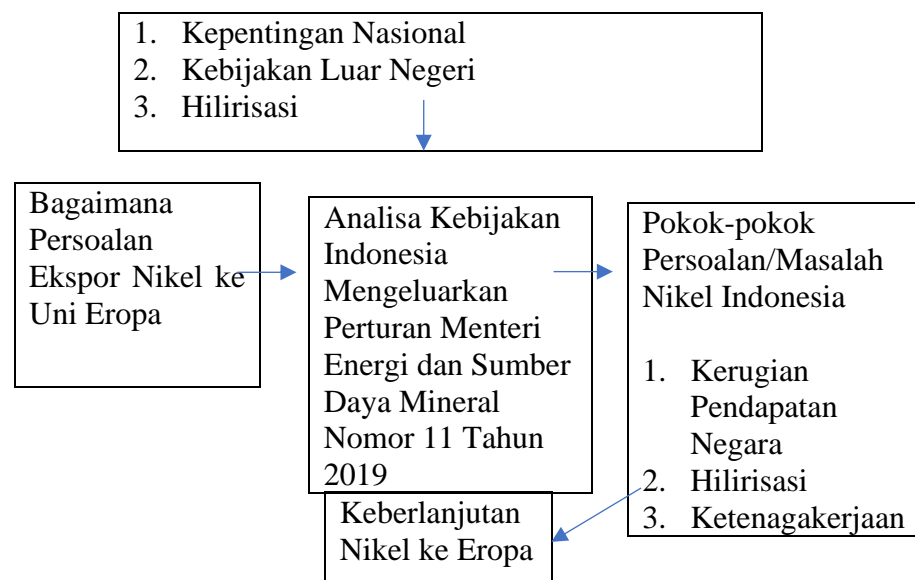 1. Kepentingan Nasional
2. Kebijakan Luar Negeri
3. Hilirisasi
Bagaimana
Persoalan
Ekspor Nikel ke
Uni Eropa
Analisa Kebijakan
Indonesia
Mengeluarkan
Perturan Menteri
Energi dan Sumber
Daya Mineral
Nomor 11 Tahun
2019
Pokok-pokok
Persoalan/Masalah
Nikel Indonesia
1. Kerugian
Pendapatan
Negara
2. Hilirisasi
3. Ketenagakerjaan
Keberlanjutan
Nikel ke Eropa